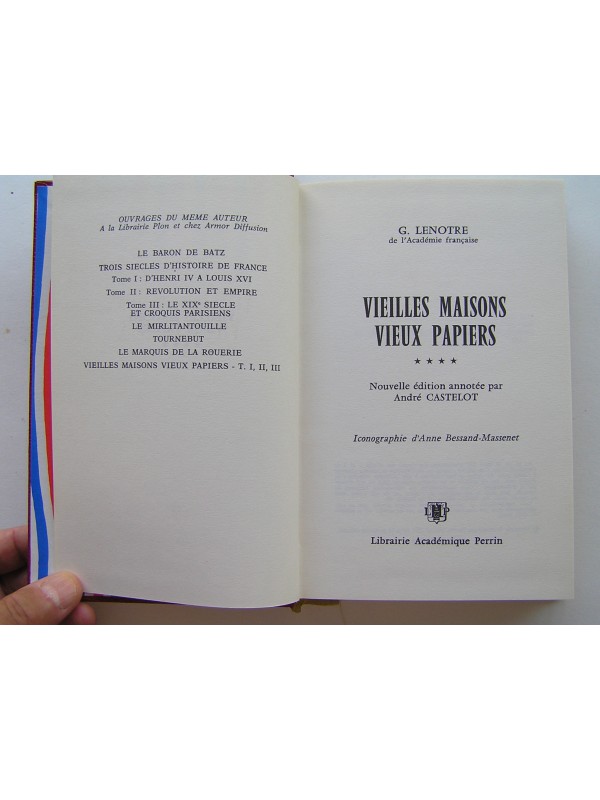 OUVRAGES DU MEME AUTEUR
A la Librairie Plon et chez Armor Diffusion
LE BARON DE BATZ
TROIS SIECLES D'HISTOIRE DE FRANCE
Tome I : D'HENRI IV A LOUIS XVI
Tome II : REVOLUTION ET EMPIRE
Tome III : LE XIXe SIECLE
ET CROQUIS PARISIENS
LE MIRLITANTOUILLE
TOURNEBUT
LE MARQUIS DE LA ROUERIE
VIEILLES MAISONS VIEUX PAPIERS - T. I, II, III
G. LENOTRE
de l'Académie française
VIEILLES MAISONS
VIEUX PAPIERS
★ ★ ★ ★
Nouvelle édition annotée par
André CASTELOT
Iconographie d'Anne Bessand-Massenet
L P
Librairie Académique Perrin